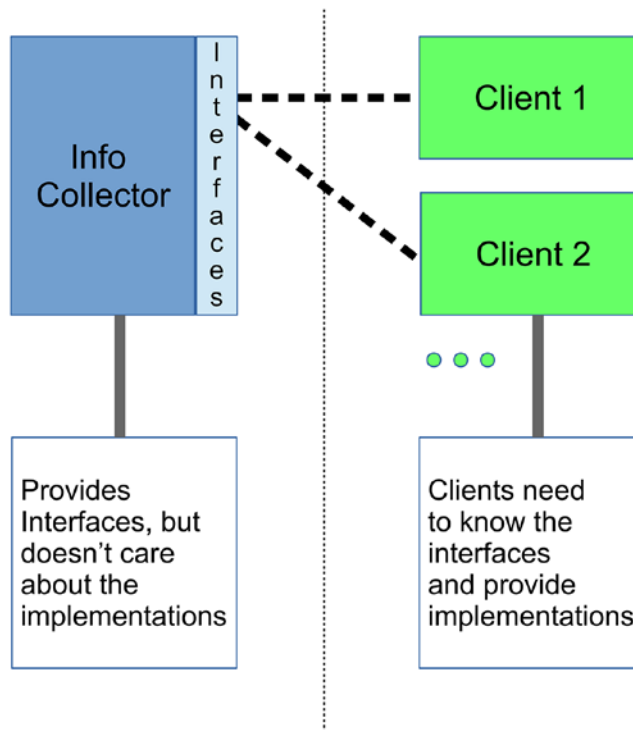 Info
Collector
Interfaces
Client 1
Client 2
Provides
Interfaces, but
doesn't care
about the
implementations
Clients need
to know the
interfaces
and provide
implementations